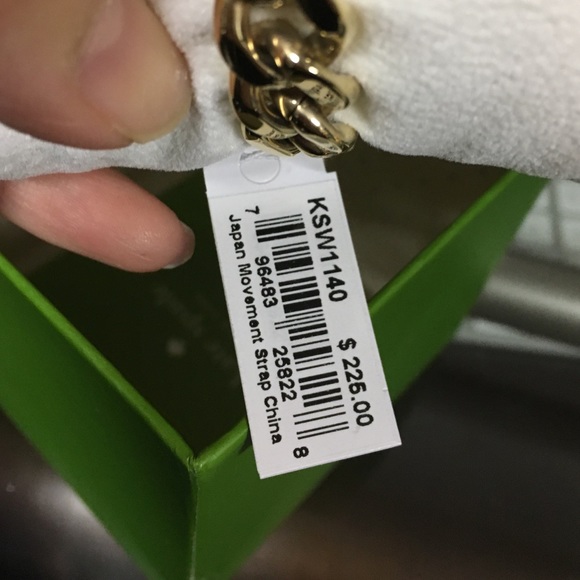 KSW1140 $ 225.00
7 96483 25822 8
Japan Movement Strap China